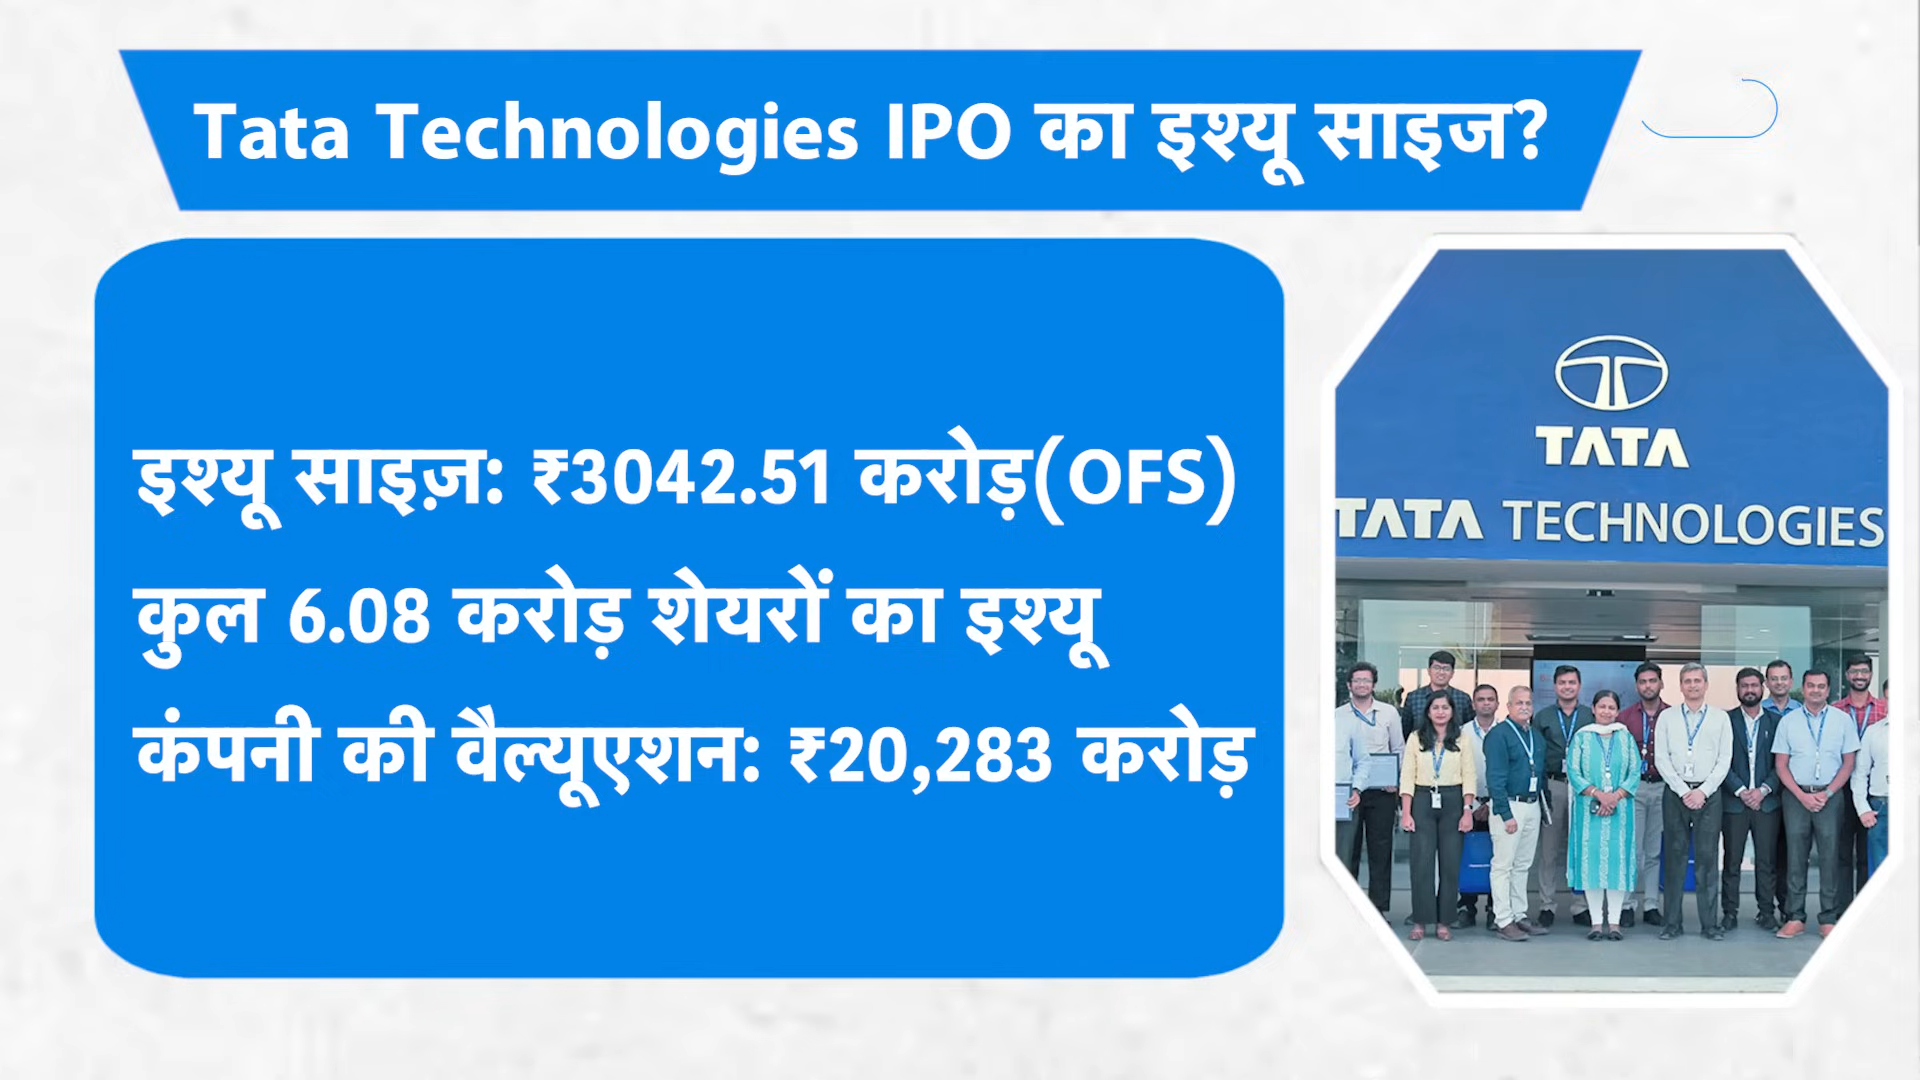 Tata Technologies IPO का इश्यू साइज?
इश्यू साइज़: ₹3042.51 करोड़(OFS)
कुल 6.08 करोड़ शेयरों का इश्यू
कंपनी की वैल्यूएशन: ₹20,283 करोड़
TATA
TATA TECHNOLOGIES